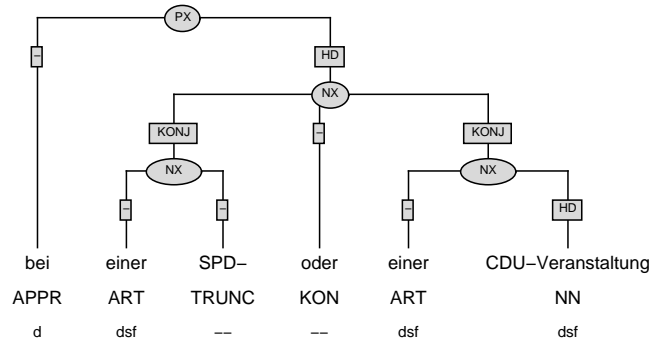 PX
– HD
NX
KONJ – KONJ
NX NX
– – – HD
bei einer SPD– oder einer CDU–Veranstaltung
APPR ART TRUNC KON ART NN
d dsf –– –– dsf dsf